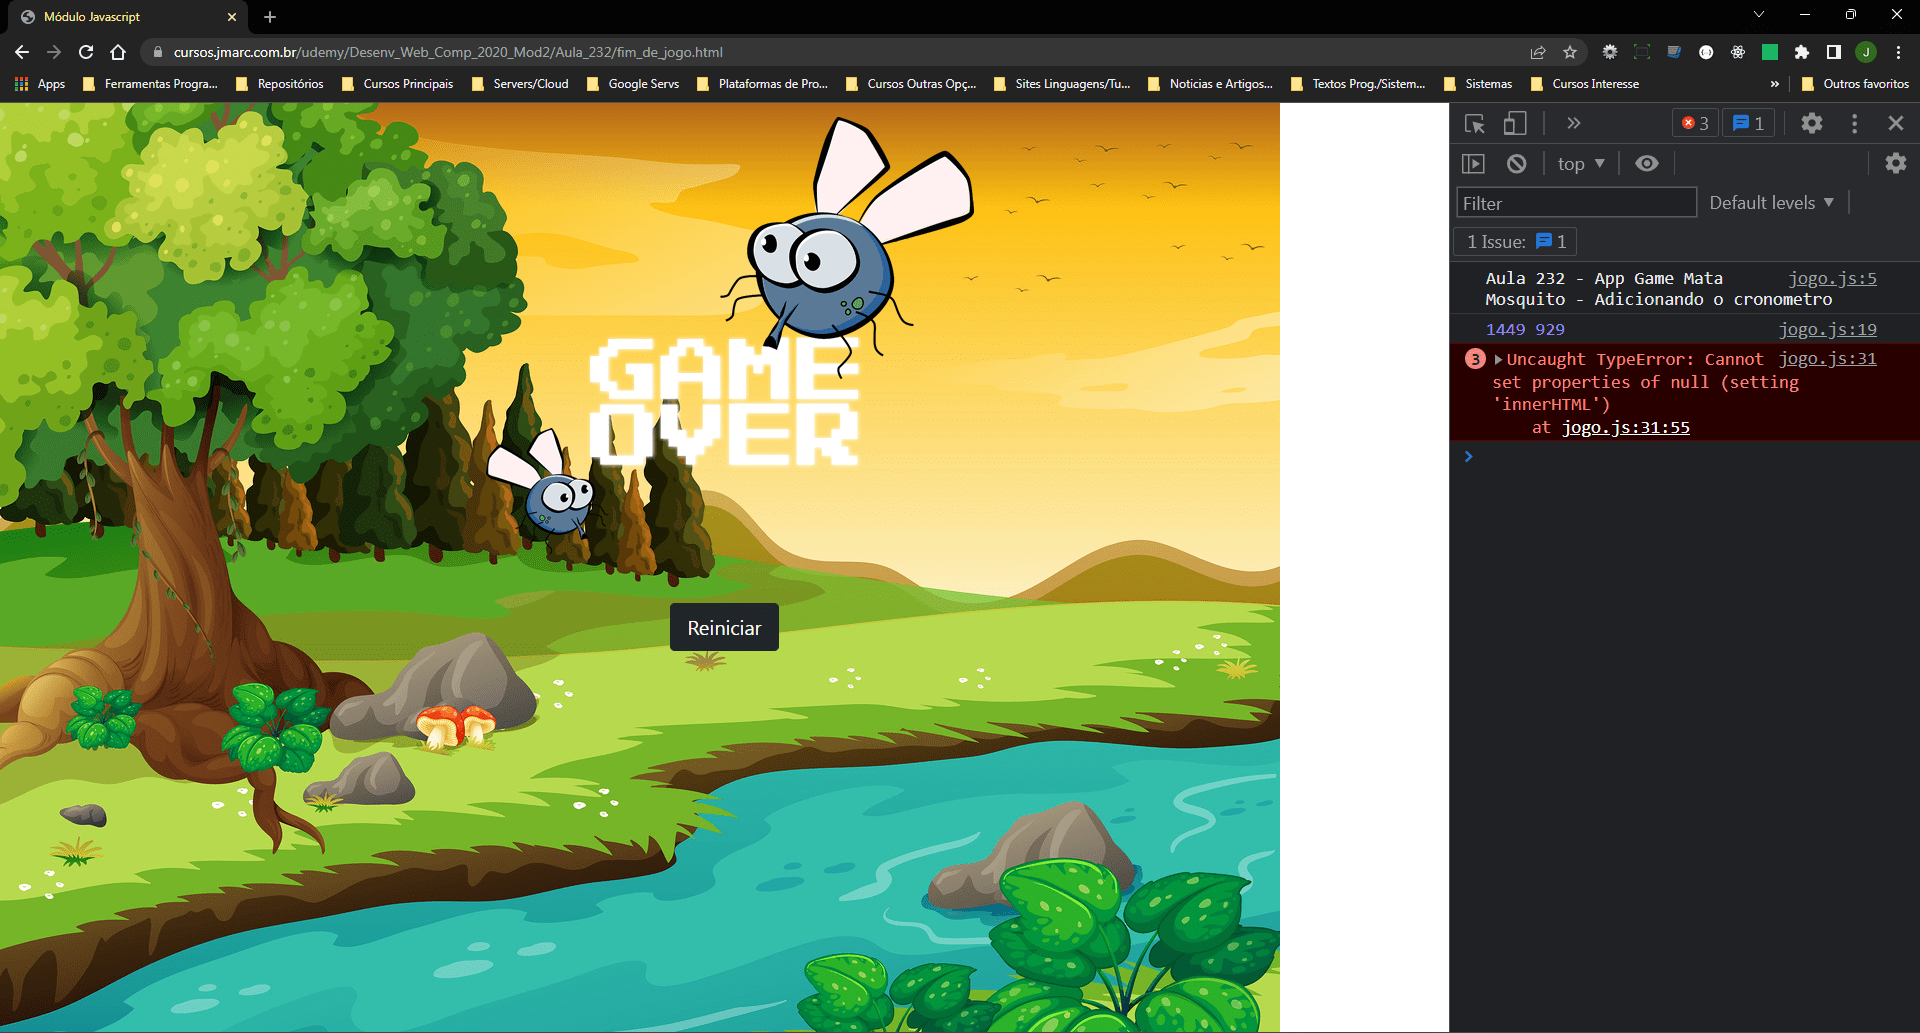 Módulo Javascript
cursos.jmarc.com.br/udemy/Desenv_Web_Comp_2020_Mod2/Aula_232/fim_de_jogo.html
J
Apps
Ferramentas Progra...
Repositórios
Cursos Principais
Servers/Cloud
Google Servs
Plataformas de Pro...
Cursos Outras Opç...
Sites Linguagens/Tu...
Noticias e Artigos...
Textos Prog./Sistem...
Sistemas
Cursos Interesse
»
Outros favoritos
GAME
OVER
Reiniciar
3
1
top
Filter
Default levels
1 Issue: 1
Aula 232 - App Game Mata jogo.js:5
Mosquito - Adicionando o cronometro
1449 929 jogo.js:19
3 Uncaught TypeError: Cannot jogo.js:31
set properties of null (setting
'innerHTML')
at jogo.js:31:55